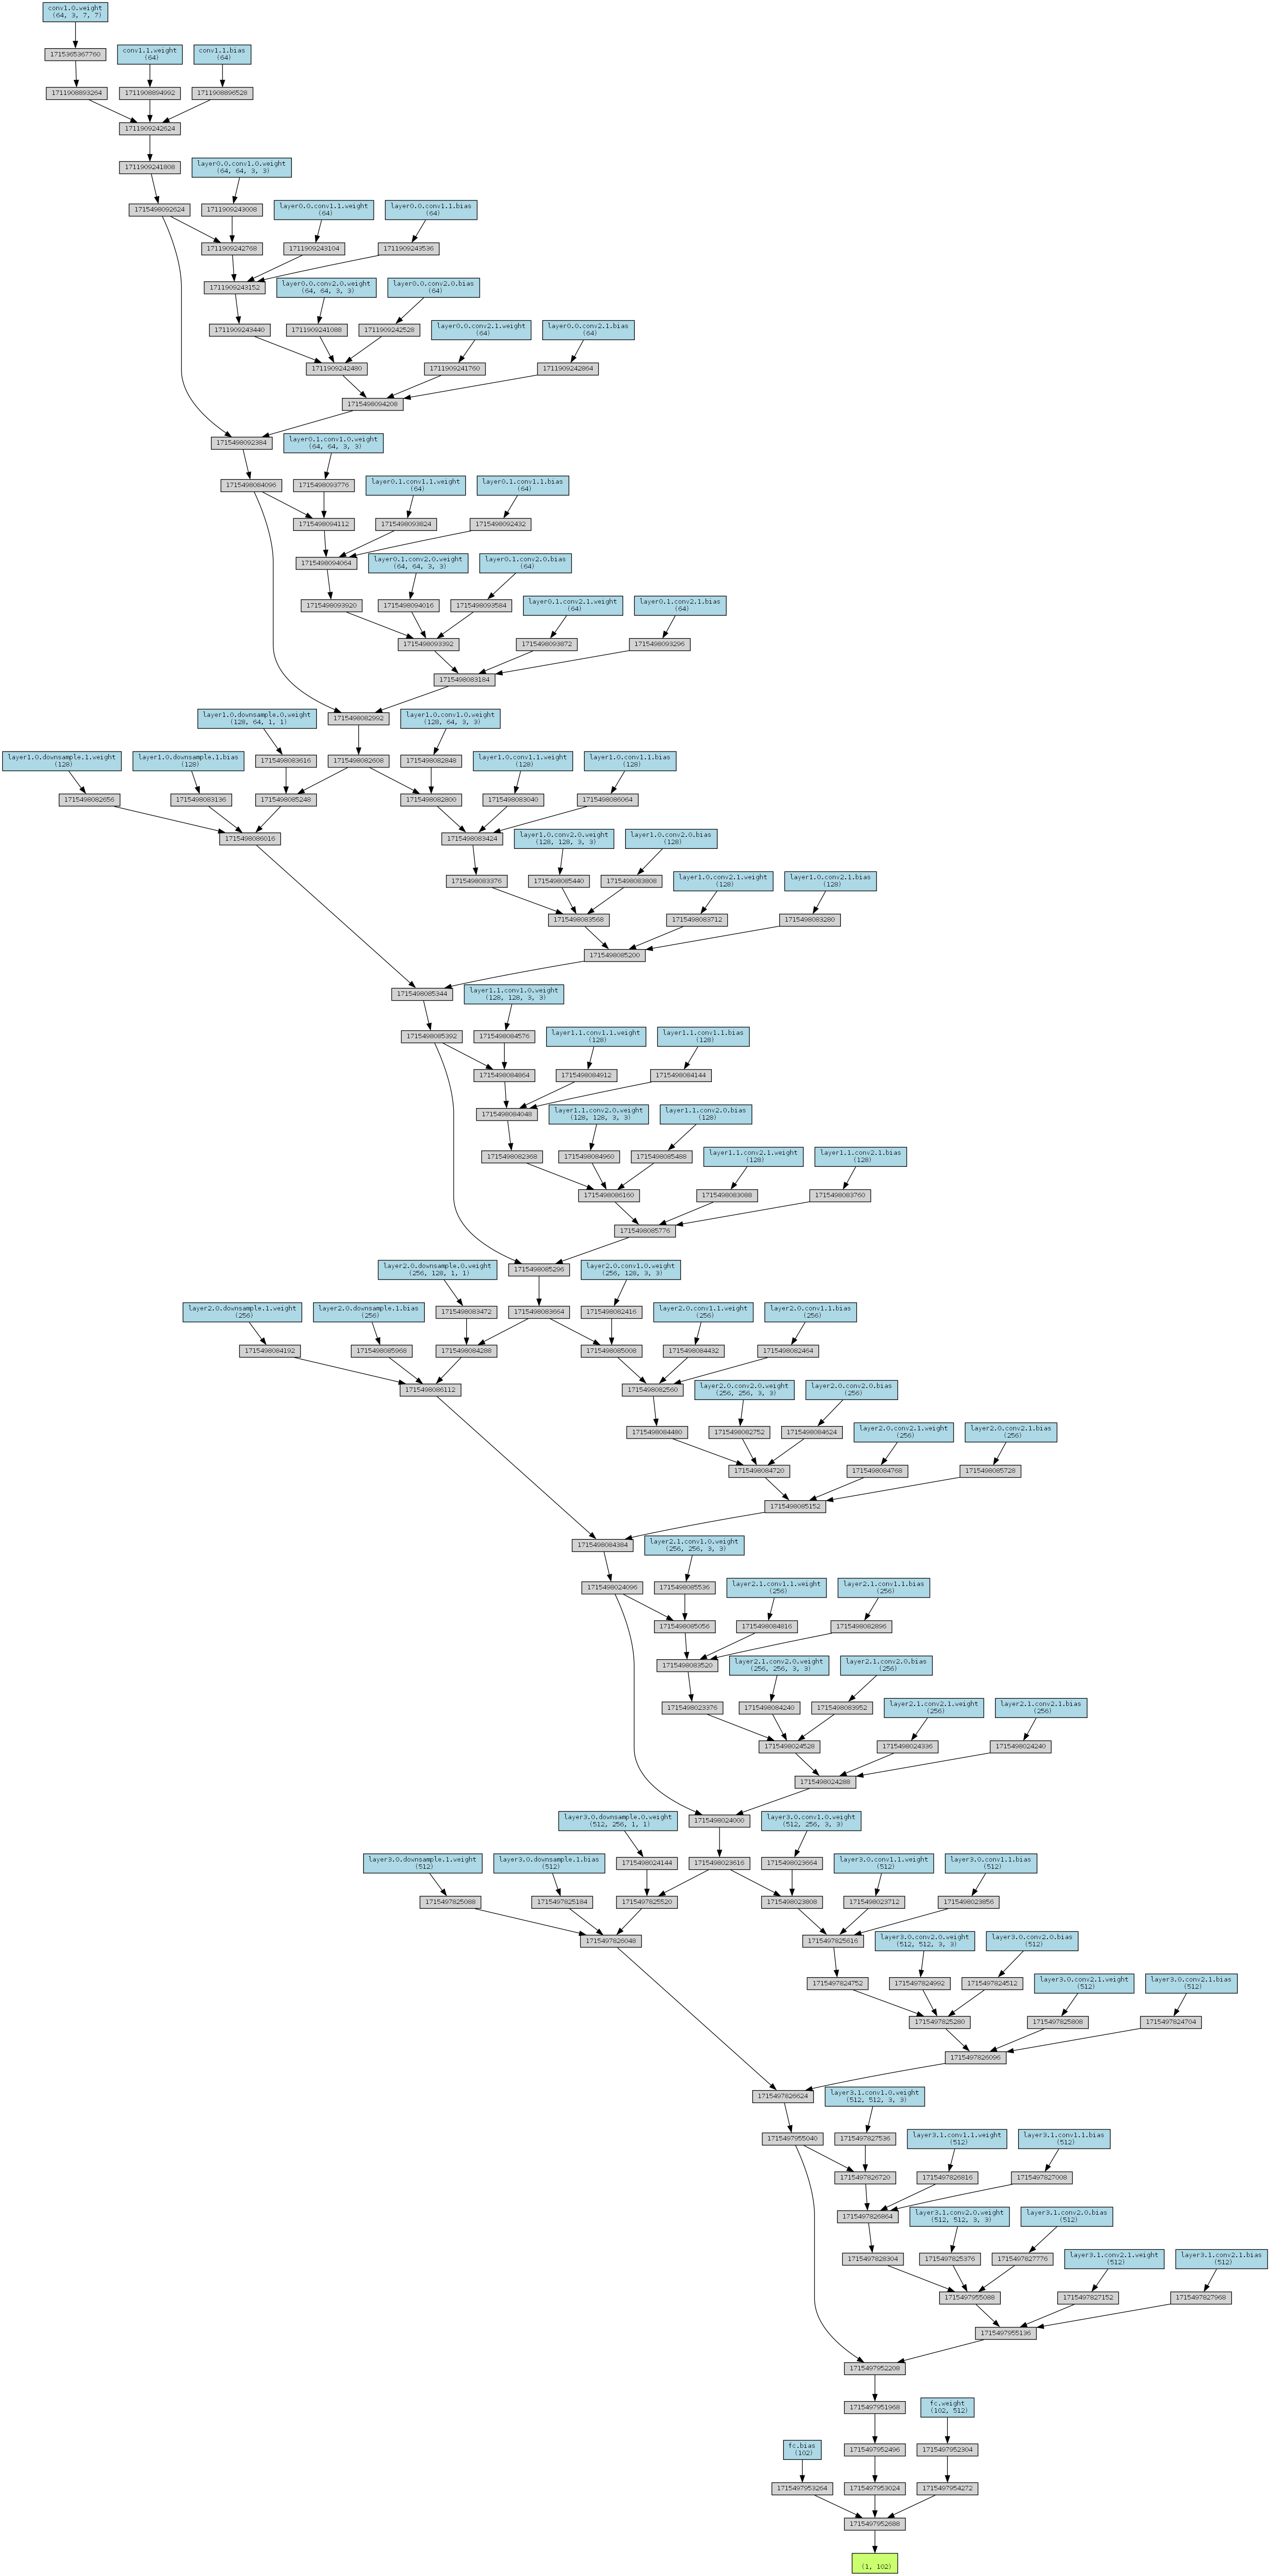 conv1.0.weight
(64, 3, 7, 7)
1715365367760
conv1.1.weight
(64)
conv1.1.bias
(64)
1711908893264
1711908894992
1711908896528
1711909242624
1711909241808
layer0.0.conv1.0.weight
(64, 64, 3, 3)
1715498092624
1711909243008
layer0.0.conv1.1.weight
(64)
layer0.0.conv1.1.bias
(64)
1711909242768
1711909243104
1711909243536
1711909243152
layer0.0.conv2.0.weight
(64, 64, 3, 3)
layer0.0.conv2.0.bias
(64)
1711909243440
1711909241088
1711909242528
layer0.0.conv2.1.weight
(64)
layer0.0.conv2.1.bias
(64)
1711909242480
1711909241760
1711909242864
1715498094208
1715498092384
layer0.1.conv1.0.weight
(64, 64, 3, 3)
1715498084096
1715498093776
layer0.1.conv1.1.weight
(64)
layer0.1.conv1.1.bias
(64)
1715498094112
1715498093824
1715498092432
1715498094064
layer0.1.conv2.0.weight
(64, 64, 3, 3)
layer0.1.conv2.0.bias
(64)
1715498093920
1715498094016
1715498093584
layer0.1.conv2.1.weight
(64)
layer0.1.conv2.1.bias
(64)
1715498093392
1715498093872
1715498093296
1715498083184
layer1.0.downsample.0.weight
(128, 64, 1, 1)
1715498082992
layer1.0.conv1.0.weight
(128, 64, 3, 3)
layer1.0.downsample.1.weight
(128)
layer1.0.downsample.1.bias
(128)
1715498083616
1715498082608
1715498082848
layer1.0.conv1.1.weight
(128)
layer1.0.conv1.1.bias
(128)
1715498082656
1715498083136
1715498085248
1715498082800
1715498083040
1715498086064
1715498086016
1715498083424
layer1.0.conv2.0.weight
(128, 128, 3, 3)
layer1.0.conv2.0.bias
(128)
1715498083376
1715498085440
1715498083808
layer1.0.conv2.1.weight
(128)
layer1.0.conv2.1.bias
(128)
1715498083568
1715498083712
1715498083280
1715498085200
1715498085344
layer1.1.conv1.0.weight
(128, 128, 3, 3)
1715498085392
1715498084576
layer1.1.conv1.1.weight
(128)
layer1.1.conv1.1.bias
(128)
1715498084864
1715498084912
1715498084144
1715498084048
layer1.1.conv2.0.weight
(128, 128, 3, 3)
layer1.1.conv2.0.bias
(128)
1715498082368
1715498084960
1715498085488
layer1.1.conv2.1.weight
(128)
layer1.1.conv2.1.bias
(128)
1715498086160
1715498083088
1715498083760
1715498085776
layer2.0.downsample.0.weight
(256, 128, 1, 1)
1715498085296
layer2.0.conv1.0.weight
(256, 128, 3, 3)
layer2.0.downsample.1.weight
(256)
layer2.0.downsample.1.bias
(256)
1715498083472
1715498083664
1715498082416
layer2.0.conv1.1.weight
(256)
layer2.0.conv1.1.bias
(256)
1715498084192
1715498085968
1715498084288
1715498085008
1715498084432
1715498082464
1715498086112
1715498082560
layer2.0.conv2.0.weight
(256, 256, 3, 3)
layer2.0.conv2.0.bias
(256)
1715498084480
1715498082752
1715498084624
layer2.0.conv2.1.weight
(256)
layer2.0.conv2.1.bias
(256)
1715498084720
1715498084768
1715498085728
1715498085152
1715498084384
layer2.1.conv1.0.weight
(256, 256, 3, 3)
1715498024096
1715498085536
layer2.1.conv1.1.weight
(256)
layer2.1.conv1.1.bias
(256)
1715498085056
1715498084816
1715498082896
1715498083520
layer2.1.conv2.0.weight
(256, 256, 3, 3)
layer2.1.conv2.0.bias
(256)
1715498023376
1715498084240
1715498083952
layer2.1.conv2.1.weight
(256)
layer2.1.conv2.1.bias
(256)
1715498024528
1715498024336
1715498024240
1715498024288
layer3.0.downsample.0.weight
(512, 256, 1, 1)
1715498024000
layer3.0.conv1.0.weight
(512, 256, 3, 3)
layer3.0.downsample.1.weight
(512)
layer3.0.downsample.1.bias
(512)
1715498024144
1715498023616
1715498023664
layer3.0.conv1.1.weight
(512)
layer3.0.conv1.1.bias
(512)
1715497825088
1715497825184
1715497825520
1715498023808
1715498023712
1715498023856
1715497826048
1715497825616
layer3.0.conv2.0.weight
(512, 512, 3, 3)
layer3.0.conv2.0.bias
(512)
1715497824752
1715497824992
1715497824512
layer3.0.conv2.1.weight
(512)
layer3.0.conv2.1.bias
(512)
1715497825280
1715497825808
1715497824704
1715497826096
1715497826624
layer3.1.conv1.0.weight
(512, 512, 3, 3)
1715497955040
1715497827536
layer3.1.conv1.1.weight
(512)
layer3.1.conv1.1.bias
(512)
1715497826720
1715497826816
1715497827008
1715497826864
layer3.1.conv2.0.weight
(512, 512, 3, 3)
layer3.1.conv2.0.bias
(512)
1715497828304
1715497825376
1715497827776
layer3.1.conv2.1.weight
(512)
layer3.1.conv2.1.bias
(512)
1715497955088
1715497827152
1715497827968
1715497955136
1715497952208
1715497951968
fc.weight
(102, 512)
fc.bias
(102)
1715497952496
1715497952304
1715497953264
1715497953024
1715497954272
1715497952688
(1, 102)